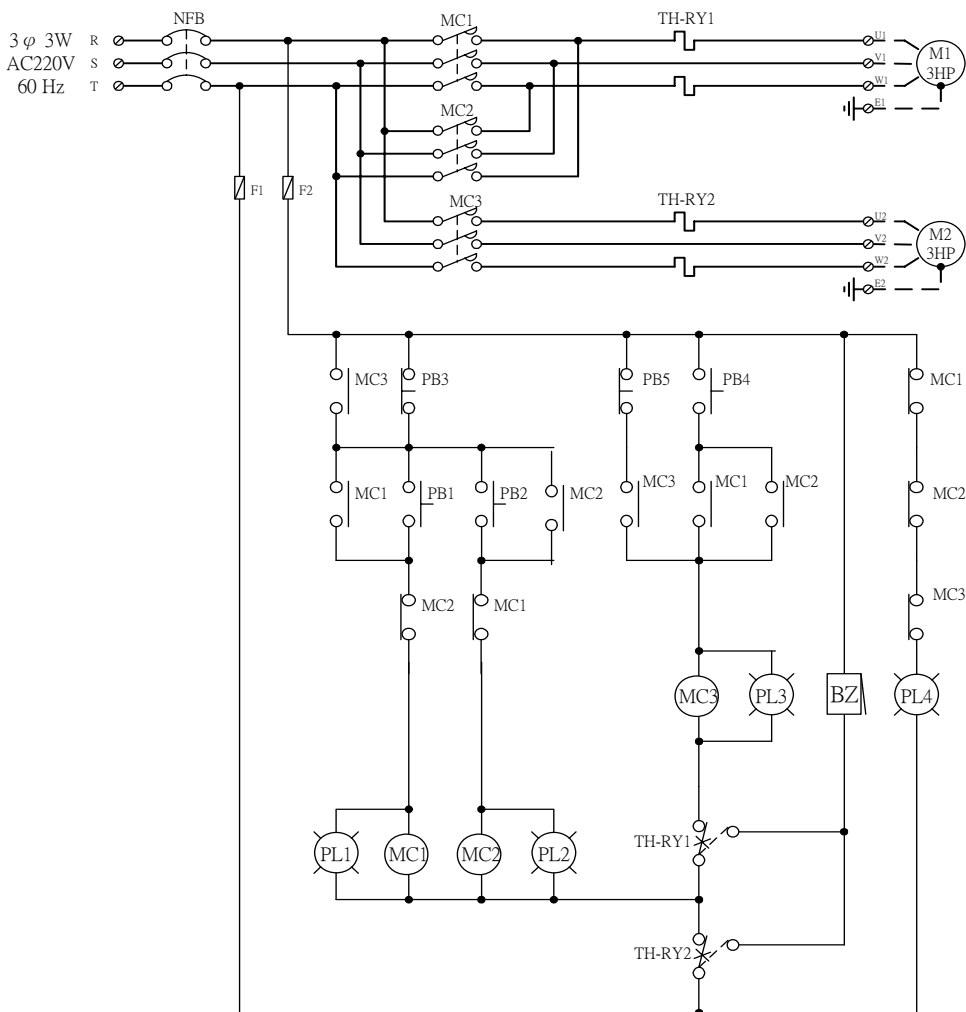 NFB
MC1
TH-RY1
3 φ 3W R
U1
M1
AC220V S
V1
3HP
60 Hz T
W1
E1
MC2
F1
F2
MC3
TH-RY2
U2
M2
V2
3HP
W2
E2
MC3
PB3
PB5
PB4
MC1
MC1
PB1
PB2
MC2
MC3
MC1
MC2
MC2
MC2
MC1
MC3
MC3
PL3
BZ
PL4
TH-RY1
PL1
MC1
MC2
PL2
TH-RY2